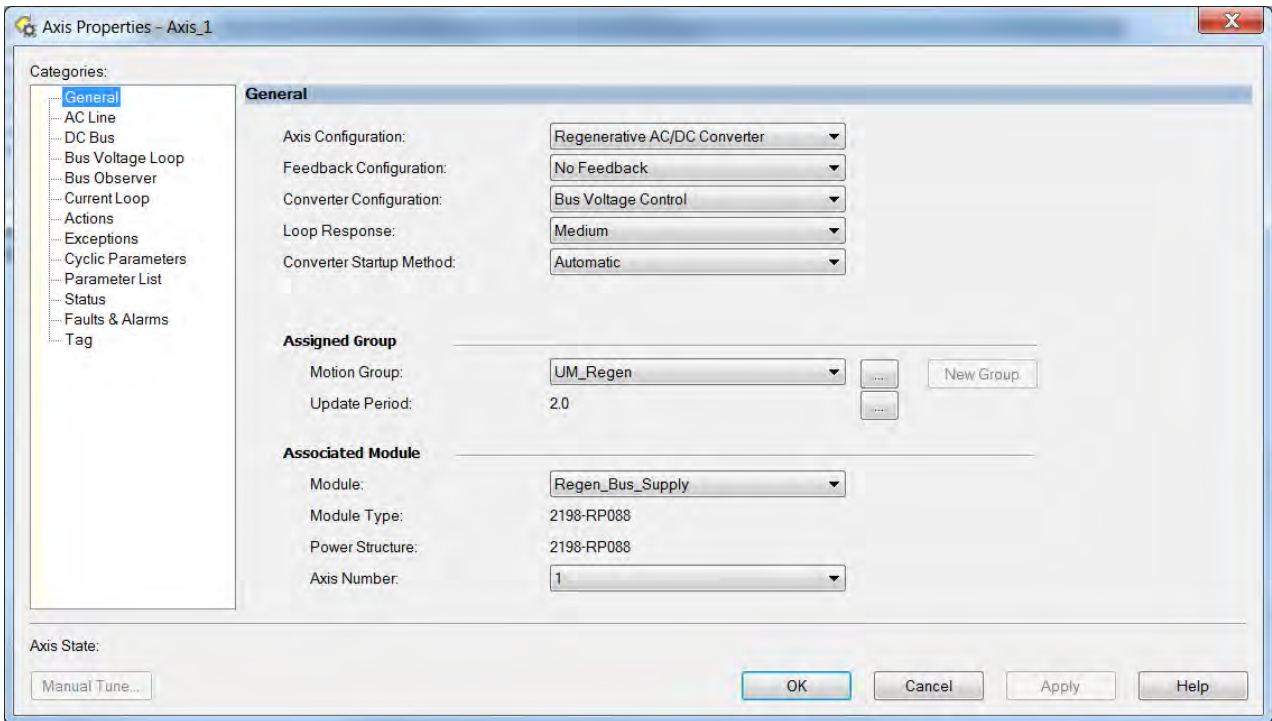 Axis Properties - Axis_1
Categories:
General
AC Line
DC Bus
Bus Voltage Loop
Bus Observer
Current Loop
Actions
Exceptions
Cyclic Parameters
Parameter List
Status
Faults & Alarms
Tag
General
Axis Configuration: Regenerative AC/DC Converter
Feedback Configuration: No Feedback
Converter Configuration: Bus Voltage Control
Loop Response: Medium
Converter Startup Method: Automatic
Assigned Group
Motion Group: UM_Regen ... New Group
Update Period: 2.0 ...
Associated Module
Module: Regen_Bus_Supply
Module Type: 2198-RP088
Power Structure: 2198-RP088
Axis Number: 1
Axis State:
Manual Tune... OK Cancel Apply Help